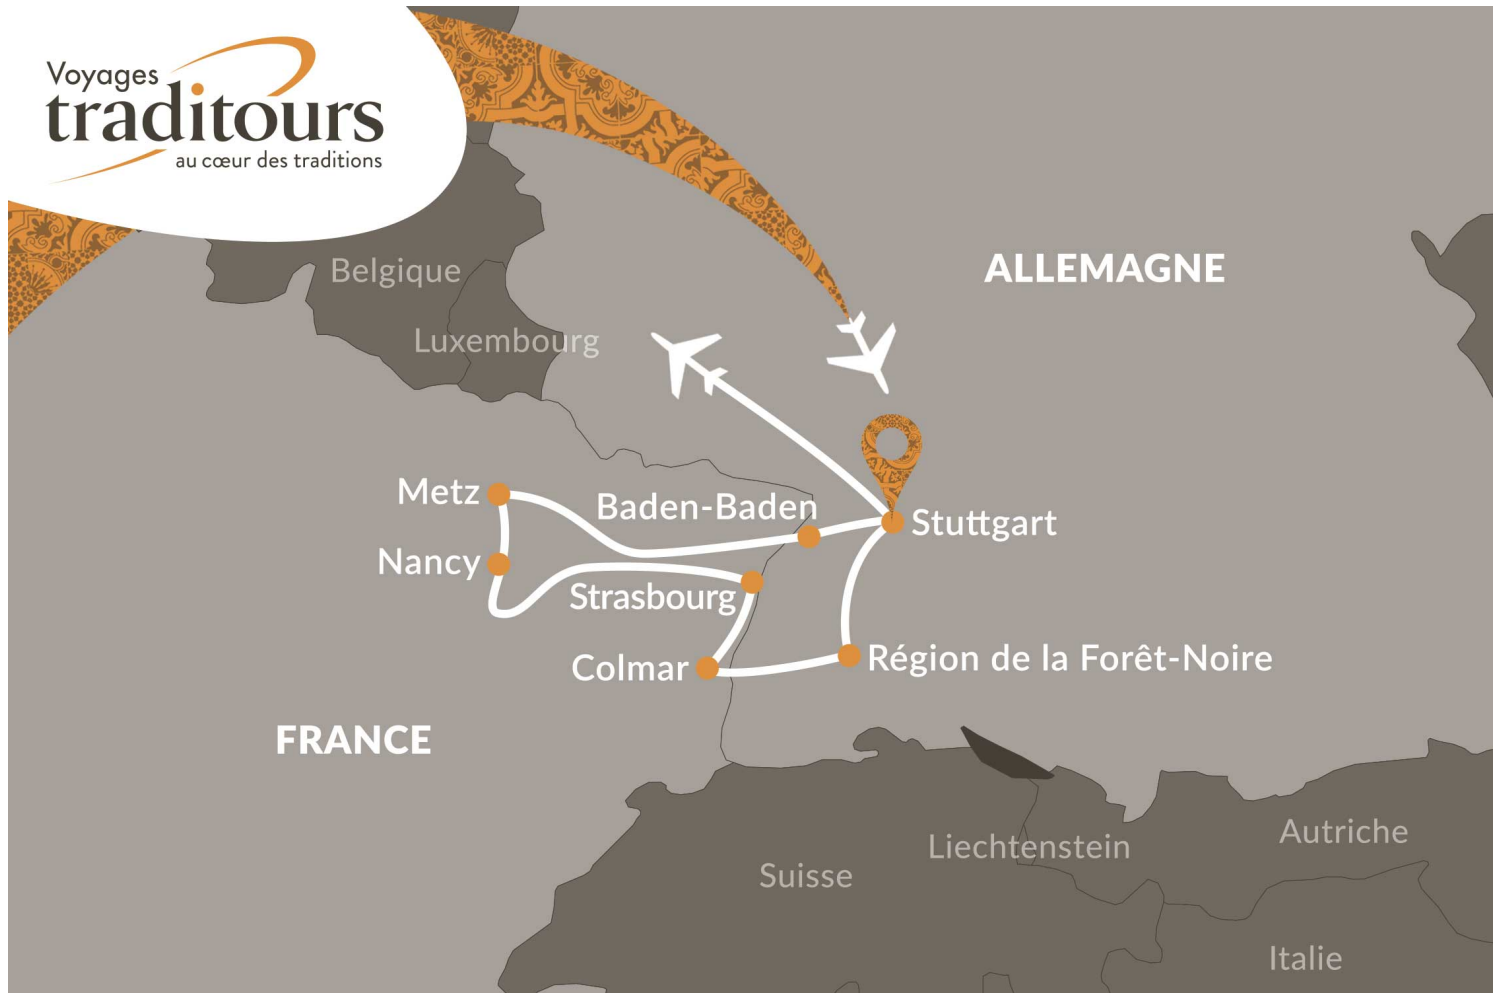 Voyages
traditours
au cœur des traditions
Belgique
ALLEMAGNE
Luxembourg
Metz
Baden-Baden
Stuttgart
Nancy
Strasbourg
Colmar
Région de la Forêt-Noire
FRANCE
Autriche
Liechtenstein
Suisse
Italie